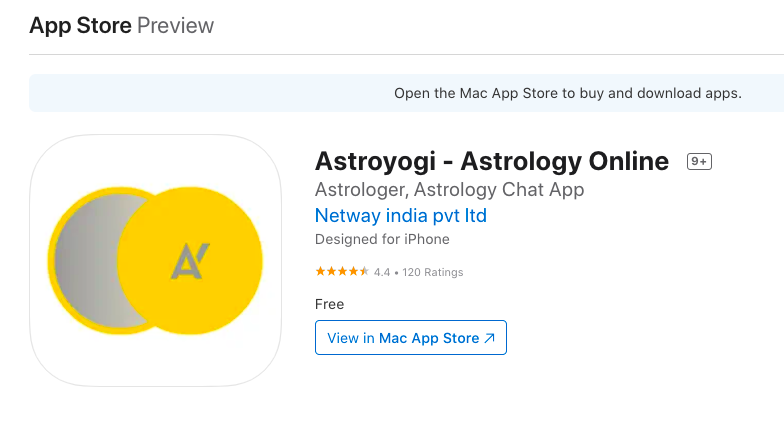 App Store Preview
Open the Mac App Store to buy and download apps.
Astroyogi - Astrology Online 9+
Astrologer, Astrology Chat App
Netway india pvt ltd
Designed for iPhone
4.4 • 120 Ratings
Free
View in Mac App Store